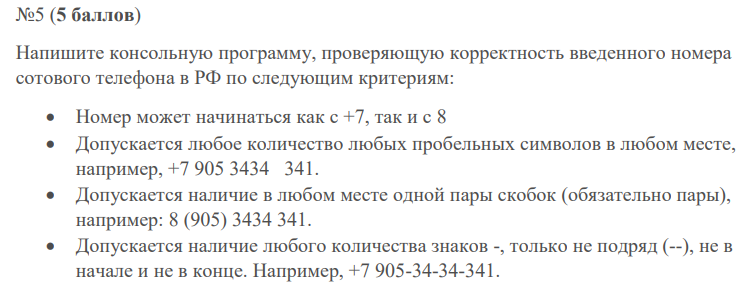 №5 (5 баллов)
Напишите консольную программу, проверяющую корректность введенного номера
сотового телефона в РФ по следующим критериям:
• Номер может начинаться как с +7, так и с 8
• Допускается любое количество любых пробельных символов в любом месте,
например, +7 905 3434   341.
• Допускается наличие в любом месте одной пары скобок (обязательно пары),
например: 8 (905) 3434 341.
• Допускается наличие любого количества знаков -, только не подряд (--), не в
начале и не в конце. Например, +7 905-34-34-341.